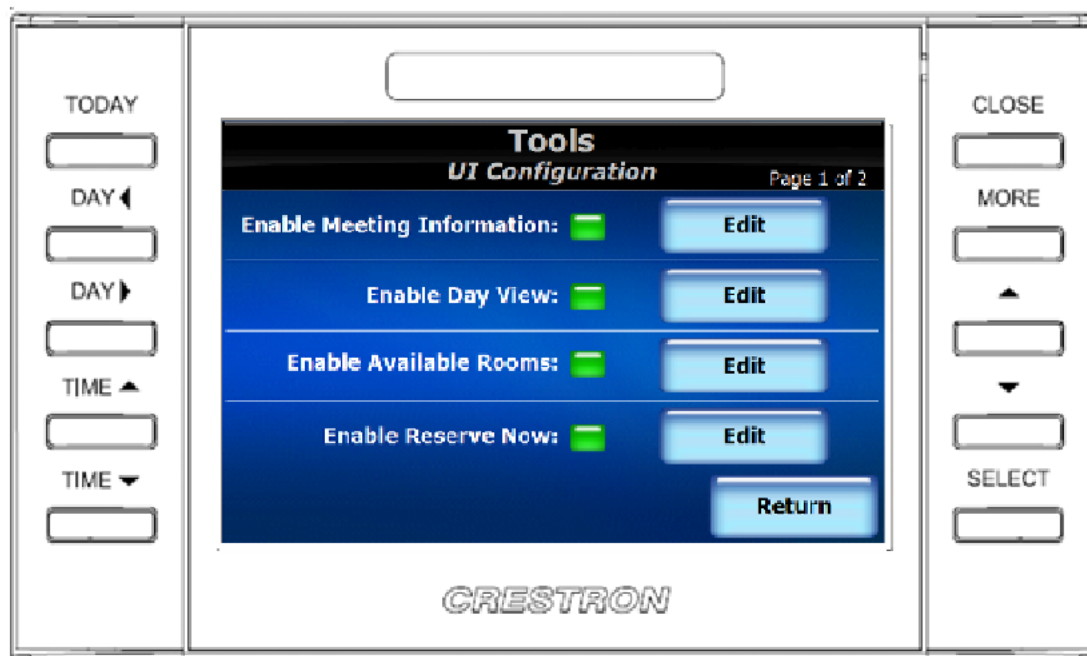 TODAY
DAY
DAY
TIME
TIME
Tools
UI Configuration
Page 1 of 2
Enable Meeting Information:
Edit
Enable Day View:
Edit
Enable Available Rooms:
Edit
Enable Reserve Now:
Edit
Return
CRESTRON
CLOSE
MORE
SELECT